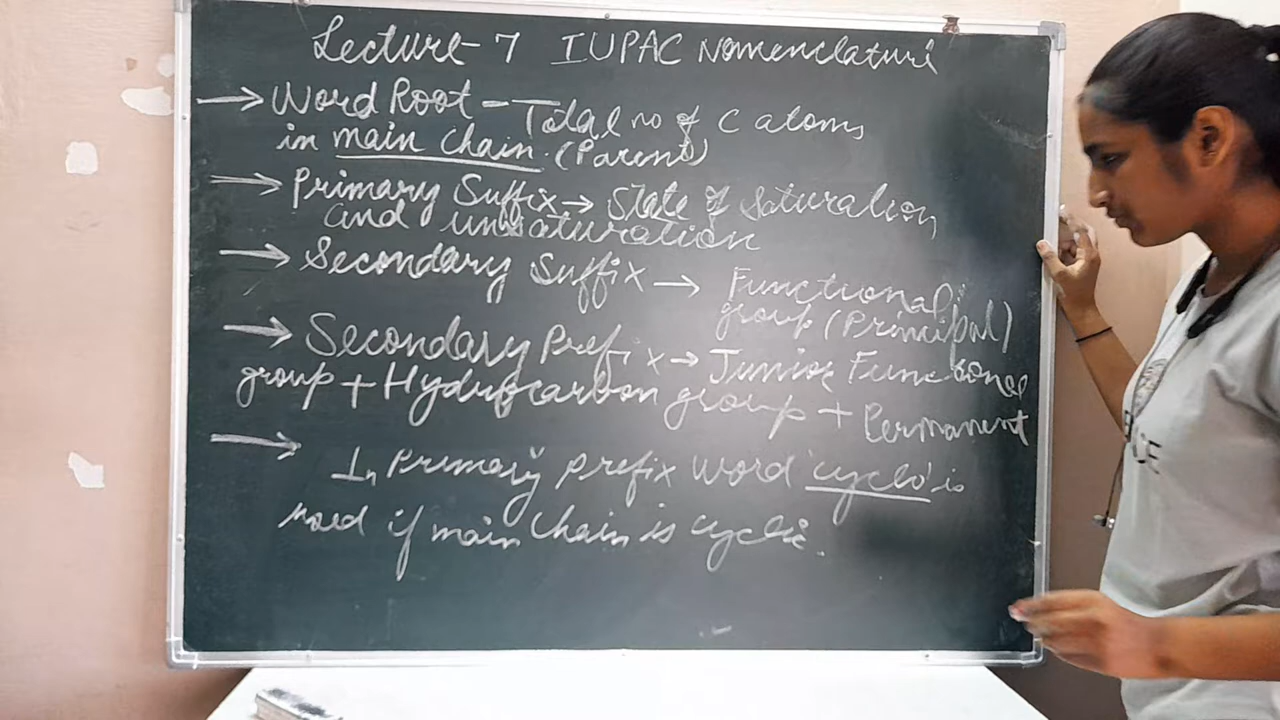 Lecture-7 IUPAC Nomenclature
→ Word Root - Total no of C atoms
in main chain. (Parent)
→ Primary Suffix → State of Saturation
and unsaturation
→ Secondary Suffix → Functional
group (Principal)
→ Secondary Prefix → Junior Functional
group + Hydrocarbon group + Permanent
→ In Primary prefix word 'cyclo' is
used if main chain is cyclic.